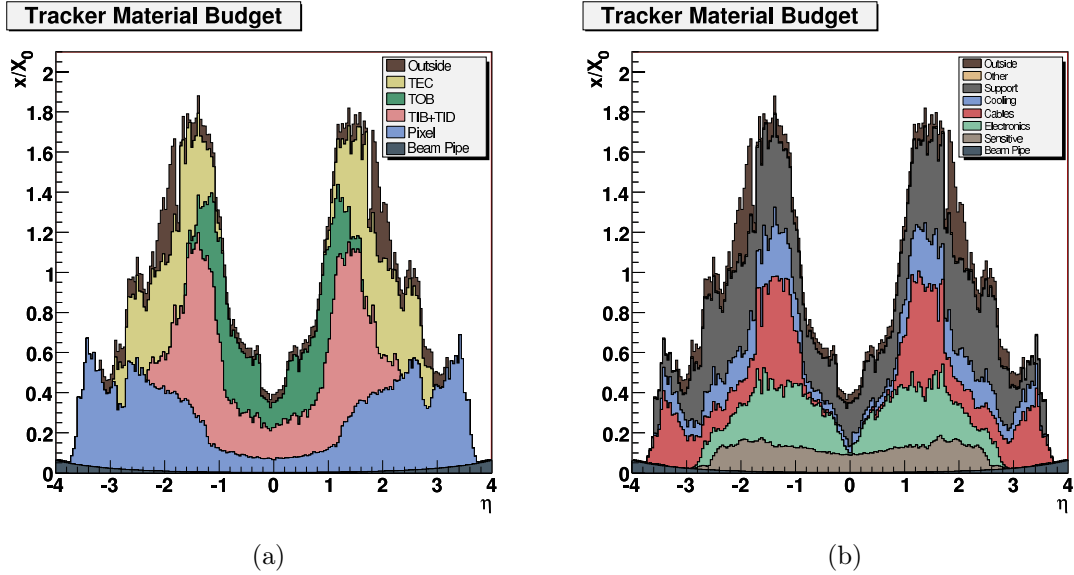 Tracker Material Budget
x/X0
2
1.8
1.6
1.4
1.2
1
0.8
0.6
0.4
0.2
0
-4 -3 -2 -1 0 1 2 3 4
η
Outside
TEC
TOB
TIB+TID
Pixel
Beam Pipe
(a)
Tracker Material Budget
x/X0
2
1.8
1.6
1.4
1.2
1
0.8
0.6
0.4
0.2
0
-4 -3 -2 -1 0 1 2 3 4
η
Outside
Other
Support
Cooling
Cables
Electronics
Sensitive
Beam Pipe
(b)